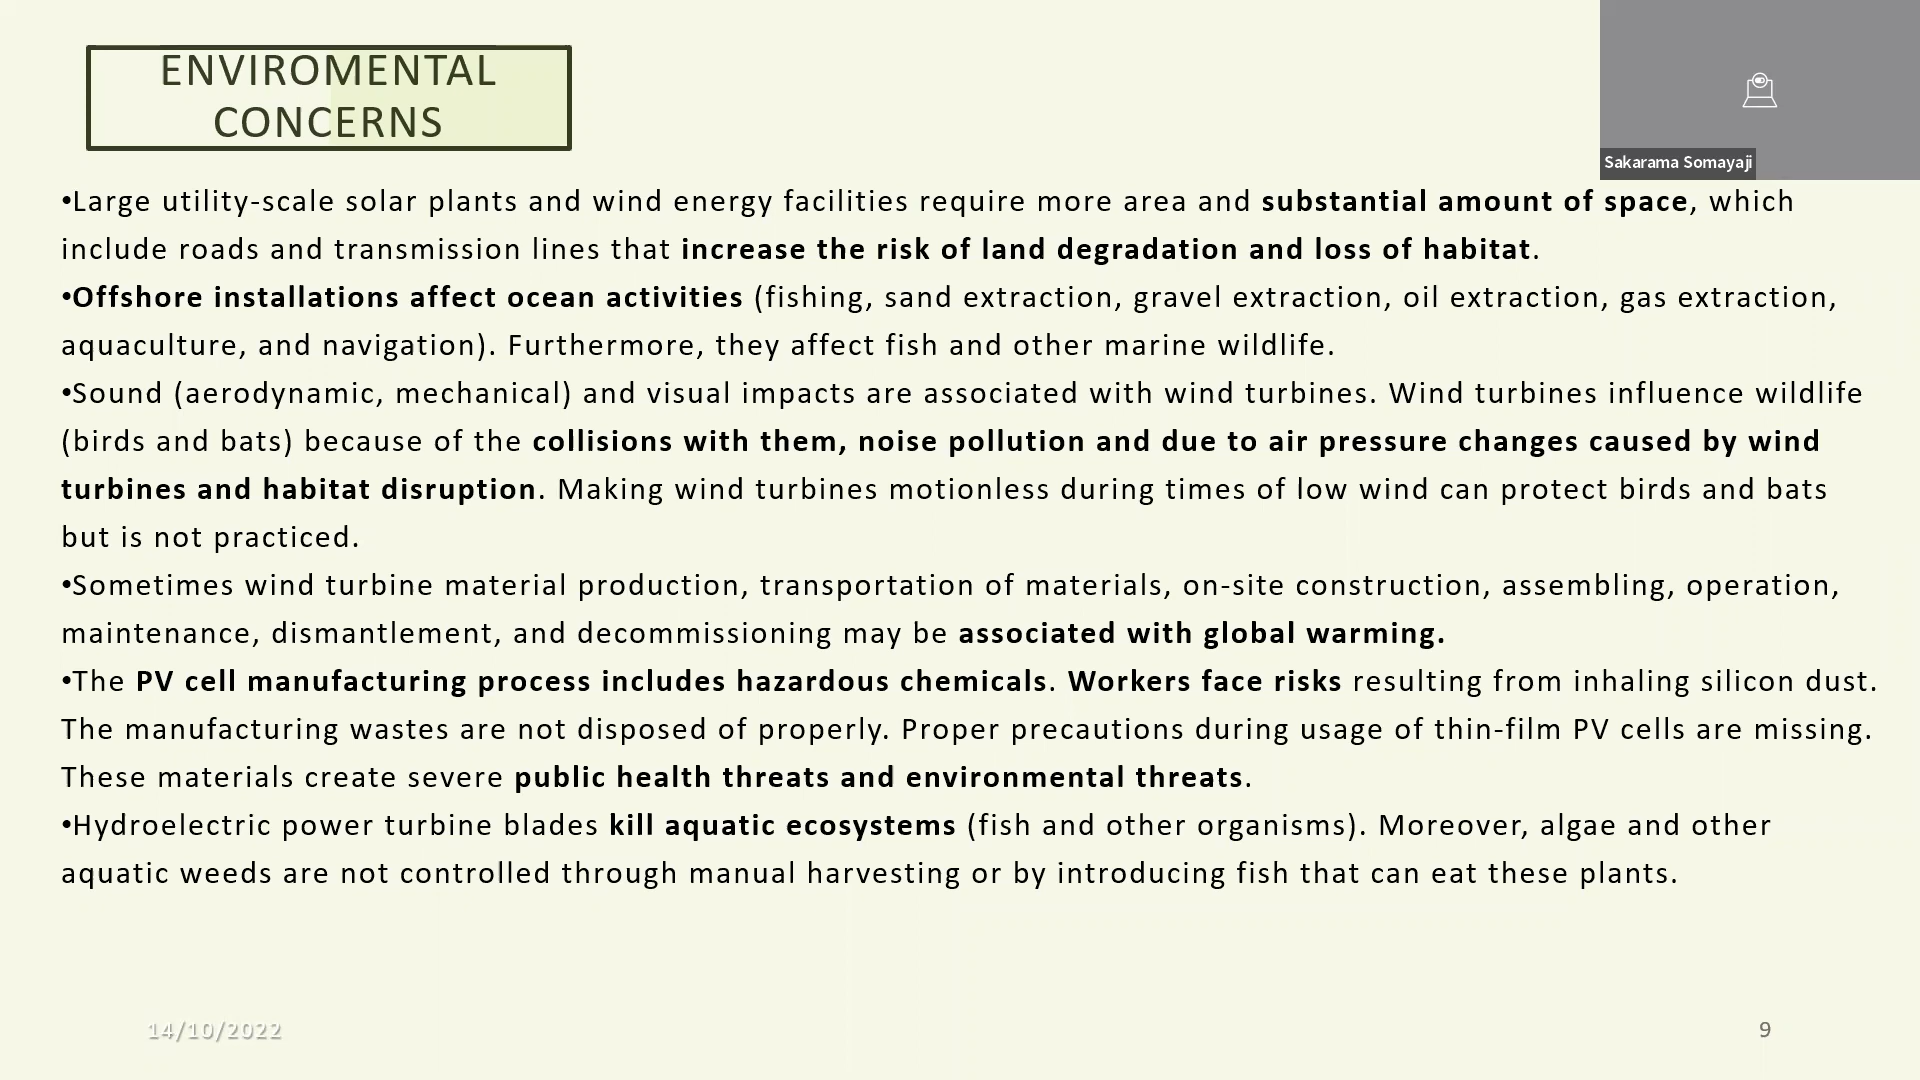 ENVIROMENTAL
CONCERNS
Sakarama Somayaji
•Large utility-scale solar plants and wind energy facilities require more area and substantial amount of space, which
include roads and transmission lines that increase the risk of land degradation and loss of habitat.
•Offshore installations affect ocean activities (fishing, sand extraction, gravel extraction, oil extraction, gas extraction,
aquaculture, and navigation). Furthermore, they affect fish and other marine wildlife.
•Sound (aerodynamic, mechanical) and visual impacts are associated with wind turbines. Wind turbines influence wildlife
(birds and bats) because of the collisions with them, noise pollution and due to air pressure changes caused by wind
turbines and habitat disruption. Making wind turbines motionless during times of low wind can protect birds and bats
but is not practiced.
•Sometimes wind turbine material production, transportation of materials, on-site construction, assembling, operation,
maintenance, dismantlement, and decommissioning may be associated with global warming.
•The PV cell manufacturing process includes hazardous chemicals. Workers face risks resulting from inhaling silicon dust.
The manufacturing wastes are not disposed of properly. Proper precautions during usage of thin-film PV cells are missing.
These materials create severe public health threats and environmental threats.
•Hydroelectric power turbine blades kill aquatic ecosystems (fish and other organisms). Moreover, algae and other
aquatic weeds are not controlled through manual harvesting or by introducing fish that can eat these plants.
14/10/2022
9